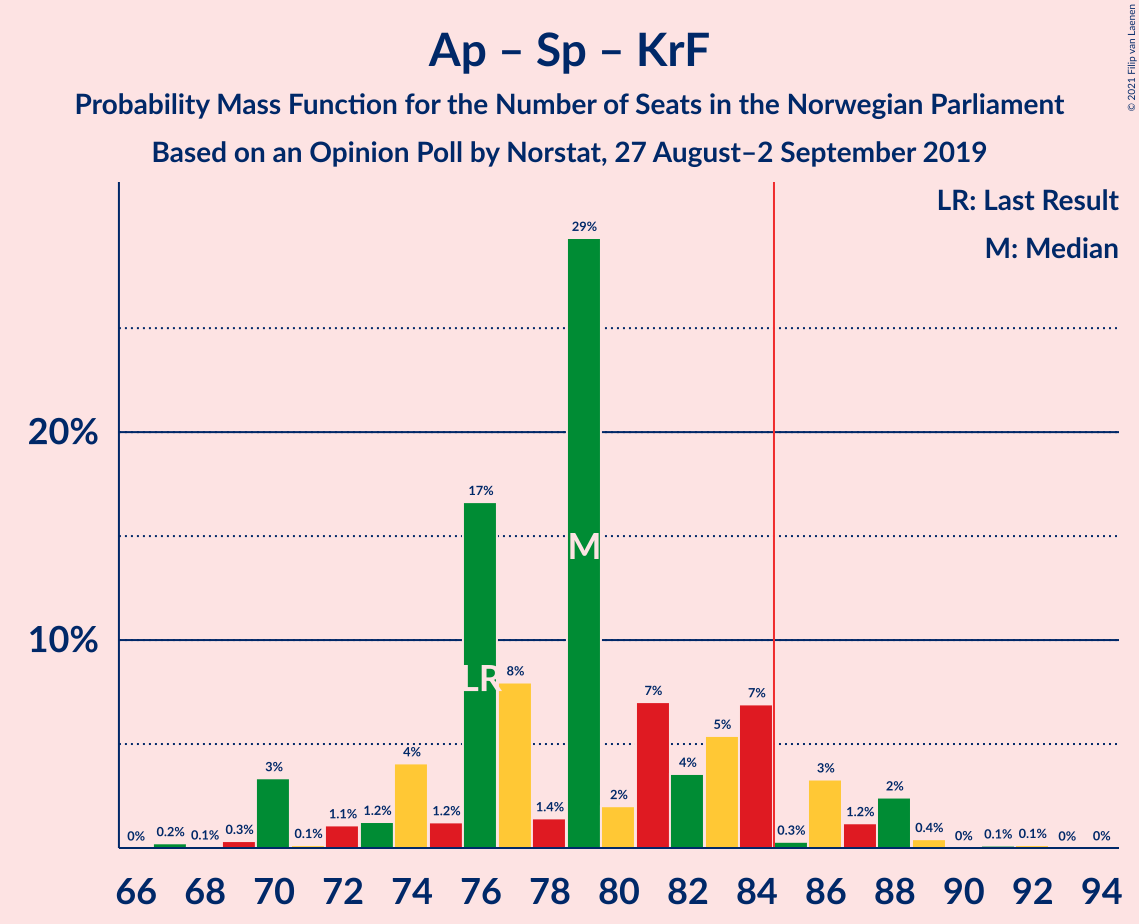 © 2021 Filip van Laenen
Ap – Sp – KrF
Probability Mass Function for the Number of Seats in the Norwegian Parliament
Based on an Opinion Poll by Norstat, 27 August–2 September 2019
LR: Last Result
M: Median
20%
10%
0% 0.2% 0.1% 0.3% 3% 0.1% 1.1% 1.2% 4% 1.2% 17% 8% 1.4% 29% 2% 7% 4% 5% 7% 0.3% 3% 1.2% 2% 0.4% 0% 0.1% 0.1% 0% 0%
LR
M
66 68 70 72 74 76 78 80 82 84 86 88 90 92 94